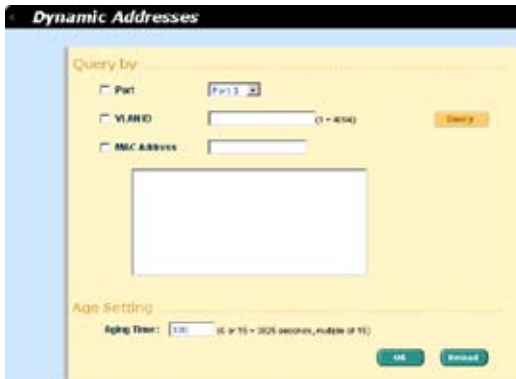 Dynamic Addresses
Query by
Port Port 1
VLAN ID (1 - 4094)
Query
MAC Address
Age Setting
Aging Time: (0 or 15 - 3825 seconds, multiple of 15)
OK Reload